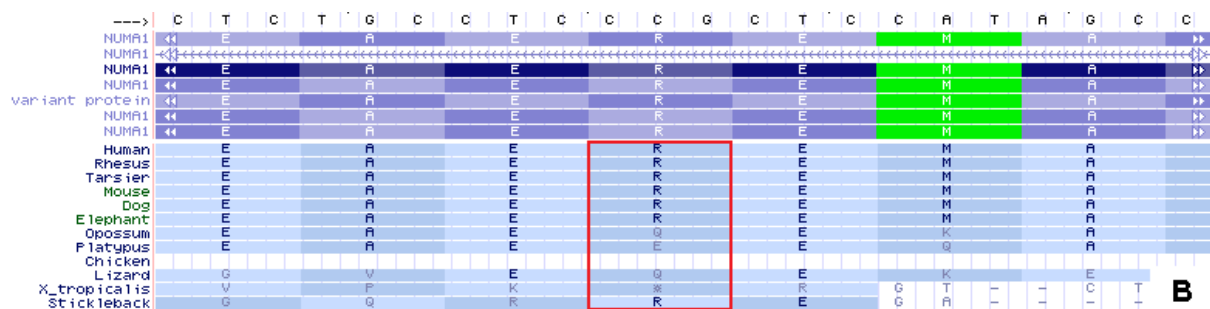 ---> C T C T G C C T C C C G C T C C A T A G C C
NUMA1 E A E R E M A
NUMA1
NUMA1 E A E R E M A
NUMA1 E A E R E M A
variant protein E A E R E M A
NUMA1 E A E R E M A
NUMA1 E A E R E M A
Human E A E R E M A
Rhesus E A E R E M A
Tarsier E A E R E M A
Mouse E A E R E M A
Dog E A E R E M A
Elephant E A E R E M A
Opossum E A E Q E K A
Platypus E A E E E Q A
Chicken
Lizard G V E Q E K E
X_tropicalis V P K * R G T - - C T
Stickleback G Q R R E G A - - - -
B